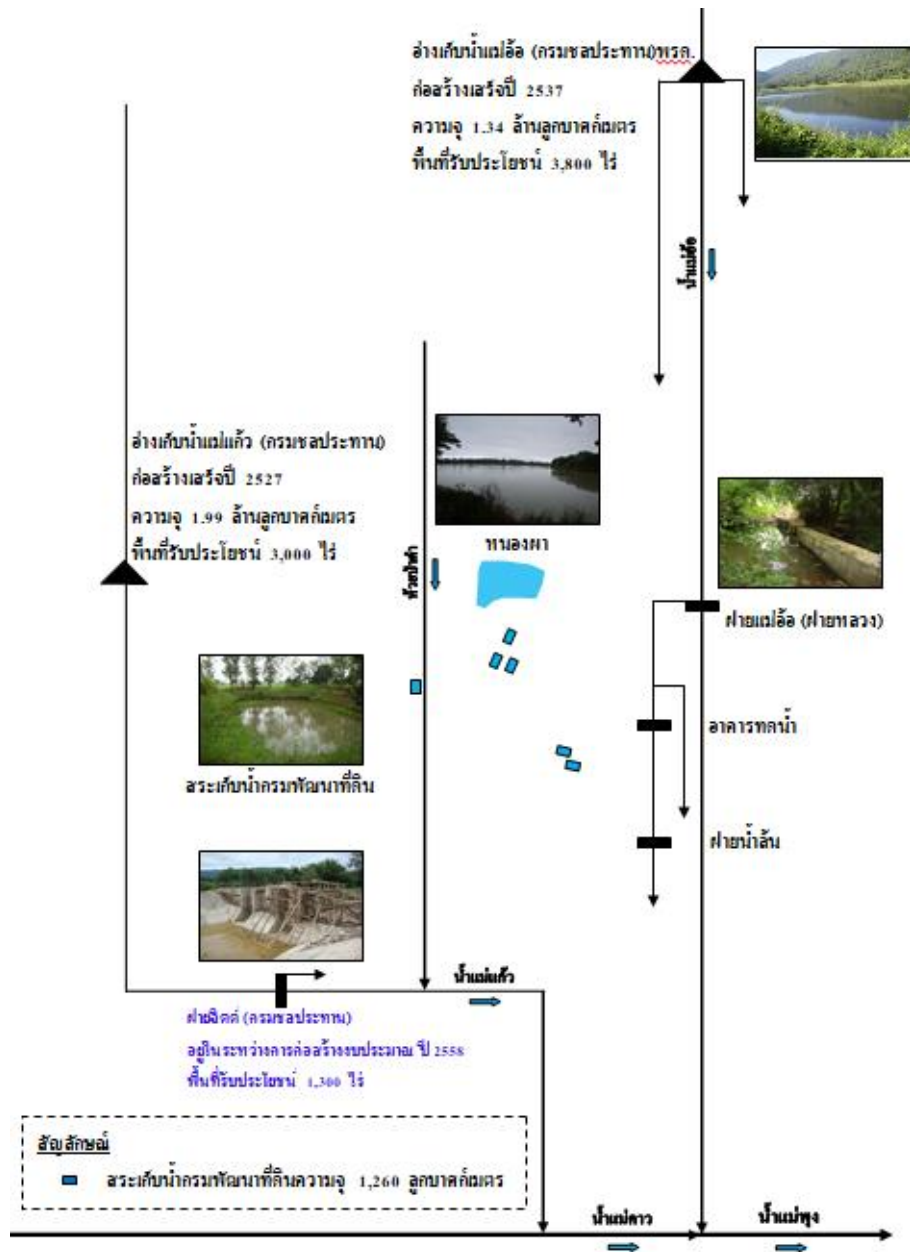 อ่างเก็บน้ำแม่อ้อ (กรมชลประทาน)พรด.
ก่อสร้างเสร็จปี 2537
ความจุ 1.34 ล้านลูกบาศก์เมตร
พื้นที่รับประโยชน์ 3,800 ไร่
น้ำแม่อ้อ
อ่างเก็บน้ำแม่แก้ว (กรมชลประทาน)
ก่อสร้างเสร็จปี 2527
ความจุ 1.99 ล้านลูกบาศก์เมตร
พื้นที่รับประโยชน์ 3,000 ไร่
หนองผา
ฝายแม่อ้อ (ฝายหลวง)
อาคารทดน้ำ
สระเก็บน้ำกรมพัฒนาที่ดิน
ฝายน้ำล้น
น้ำแม่แก้ว
(กรมชลประทาน)
อยู่ในระหว่างการก่อสร้างงบประมาณ ปี 2558
พื้นที่รับประโยชน์ 1,300 ไร่
สัญลักษณ์
สระเก็บน้ำกรมพัฒนาที่ดินความจุ 1,260 ลูกบาศก์เมตร
น้ำแม่คาว
น้ำแม่พุง